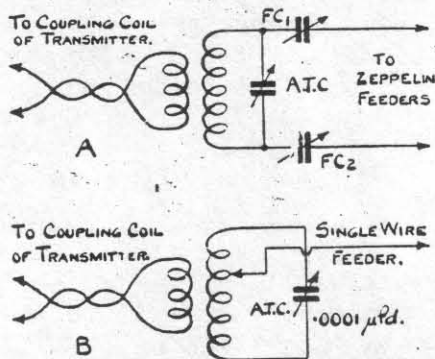 TO COUPLING COIL
OF TRANSMITTER.
FC1
A.T.C
TO
ZEPPELIN
FEEDERS
A
FC2
TO COUPLING COIL
OF TRANSMITTER
SINGLE WIRE
FEEDER.
A.T.C.
.0001 µfd.
B